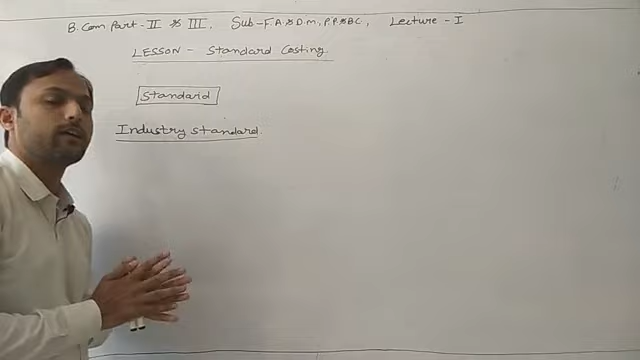 B. Com Part - II & III, Sub - F.A. & D.M., P.P. & B.C., Lecture - I
LESSON - Standard Costing
Standard
Industry standard